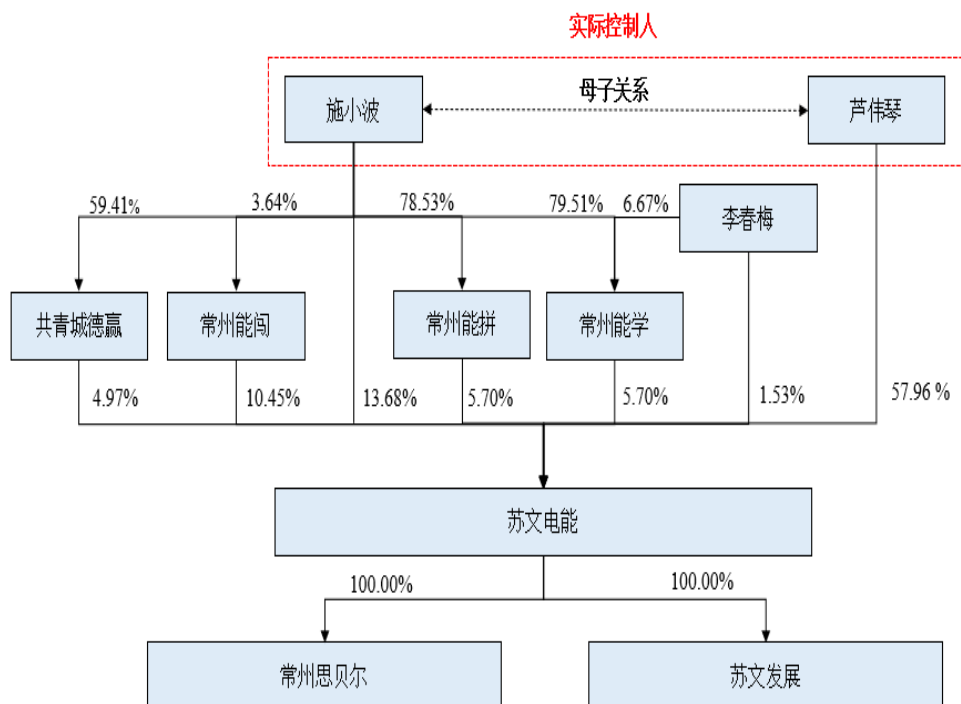 实际控制人
母子关系
施小波
芦伟琴
59.41%
3.64%
78.53%
79.51%
6.67%
李春梅
共青城德赢
常州能闯
常州能拼
常州能学
4.97%
10.45%
13.68%
5.70%
5.70%
1.53%
57.96 %
苏文电能
100.00%
100.00%
常州思贝尔
苏文发展